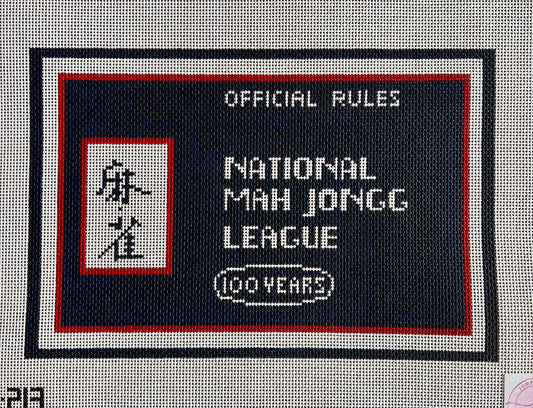 OFFICIAL RULES
麻
雀
NATIONAL
MAH JONGG
LEAGUE
100 YEARS